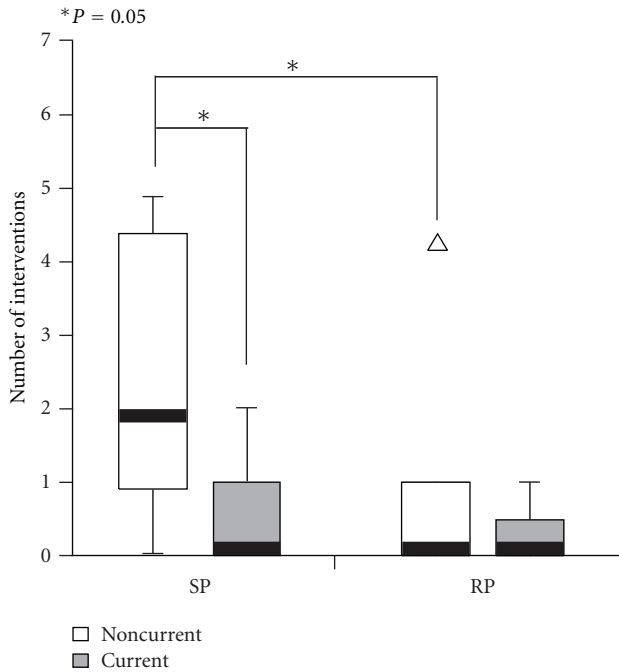 *P = 0.05
7
6
5
4
3
2
1
0
Number of interventions
*
*
SP
RP
Noncurrent
Current